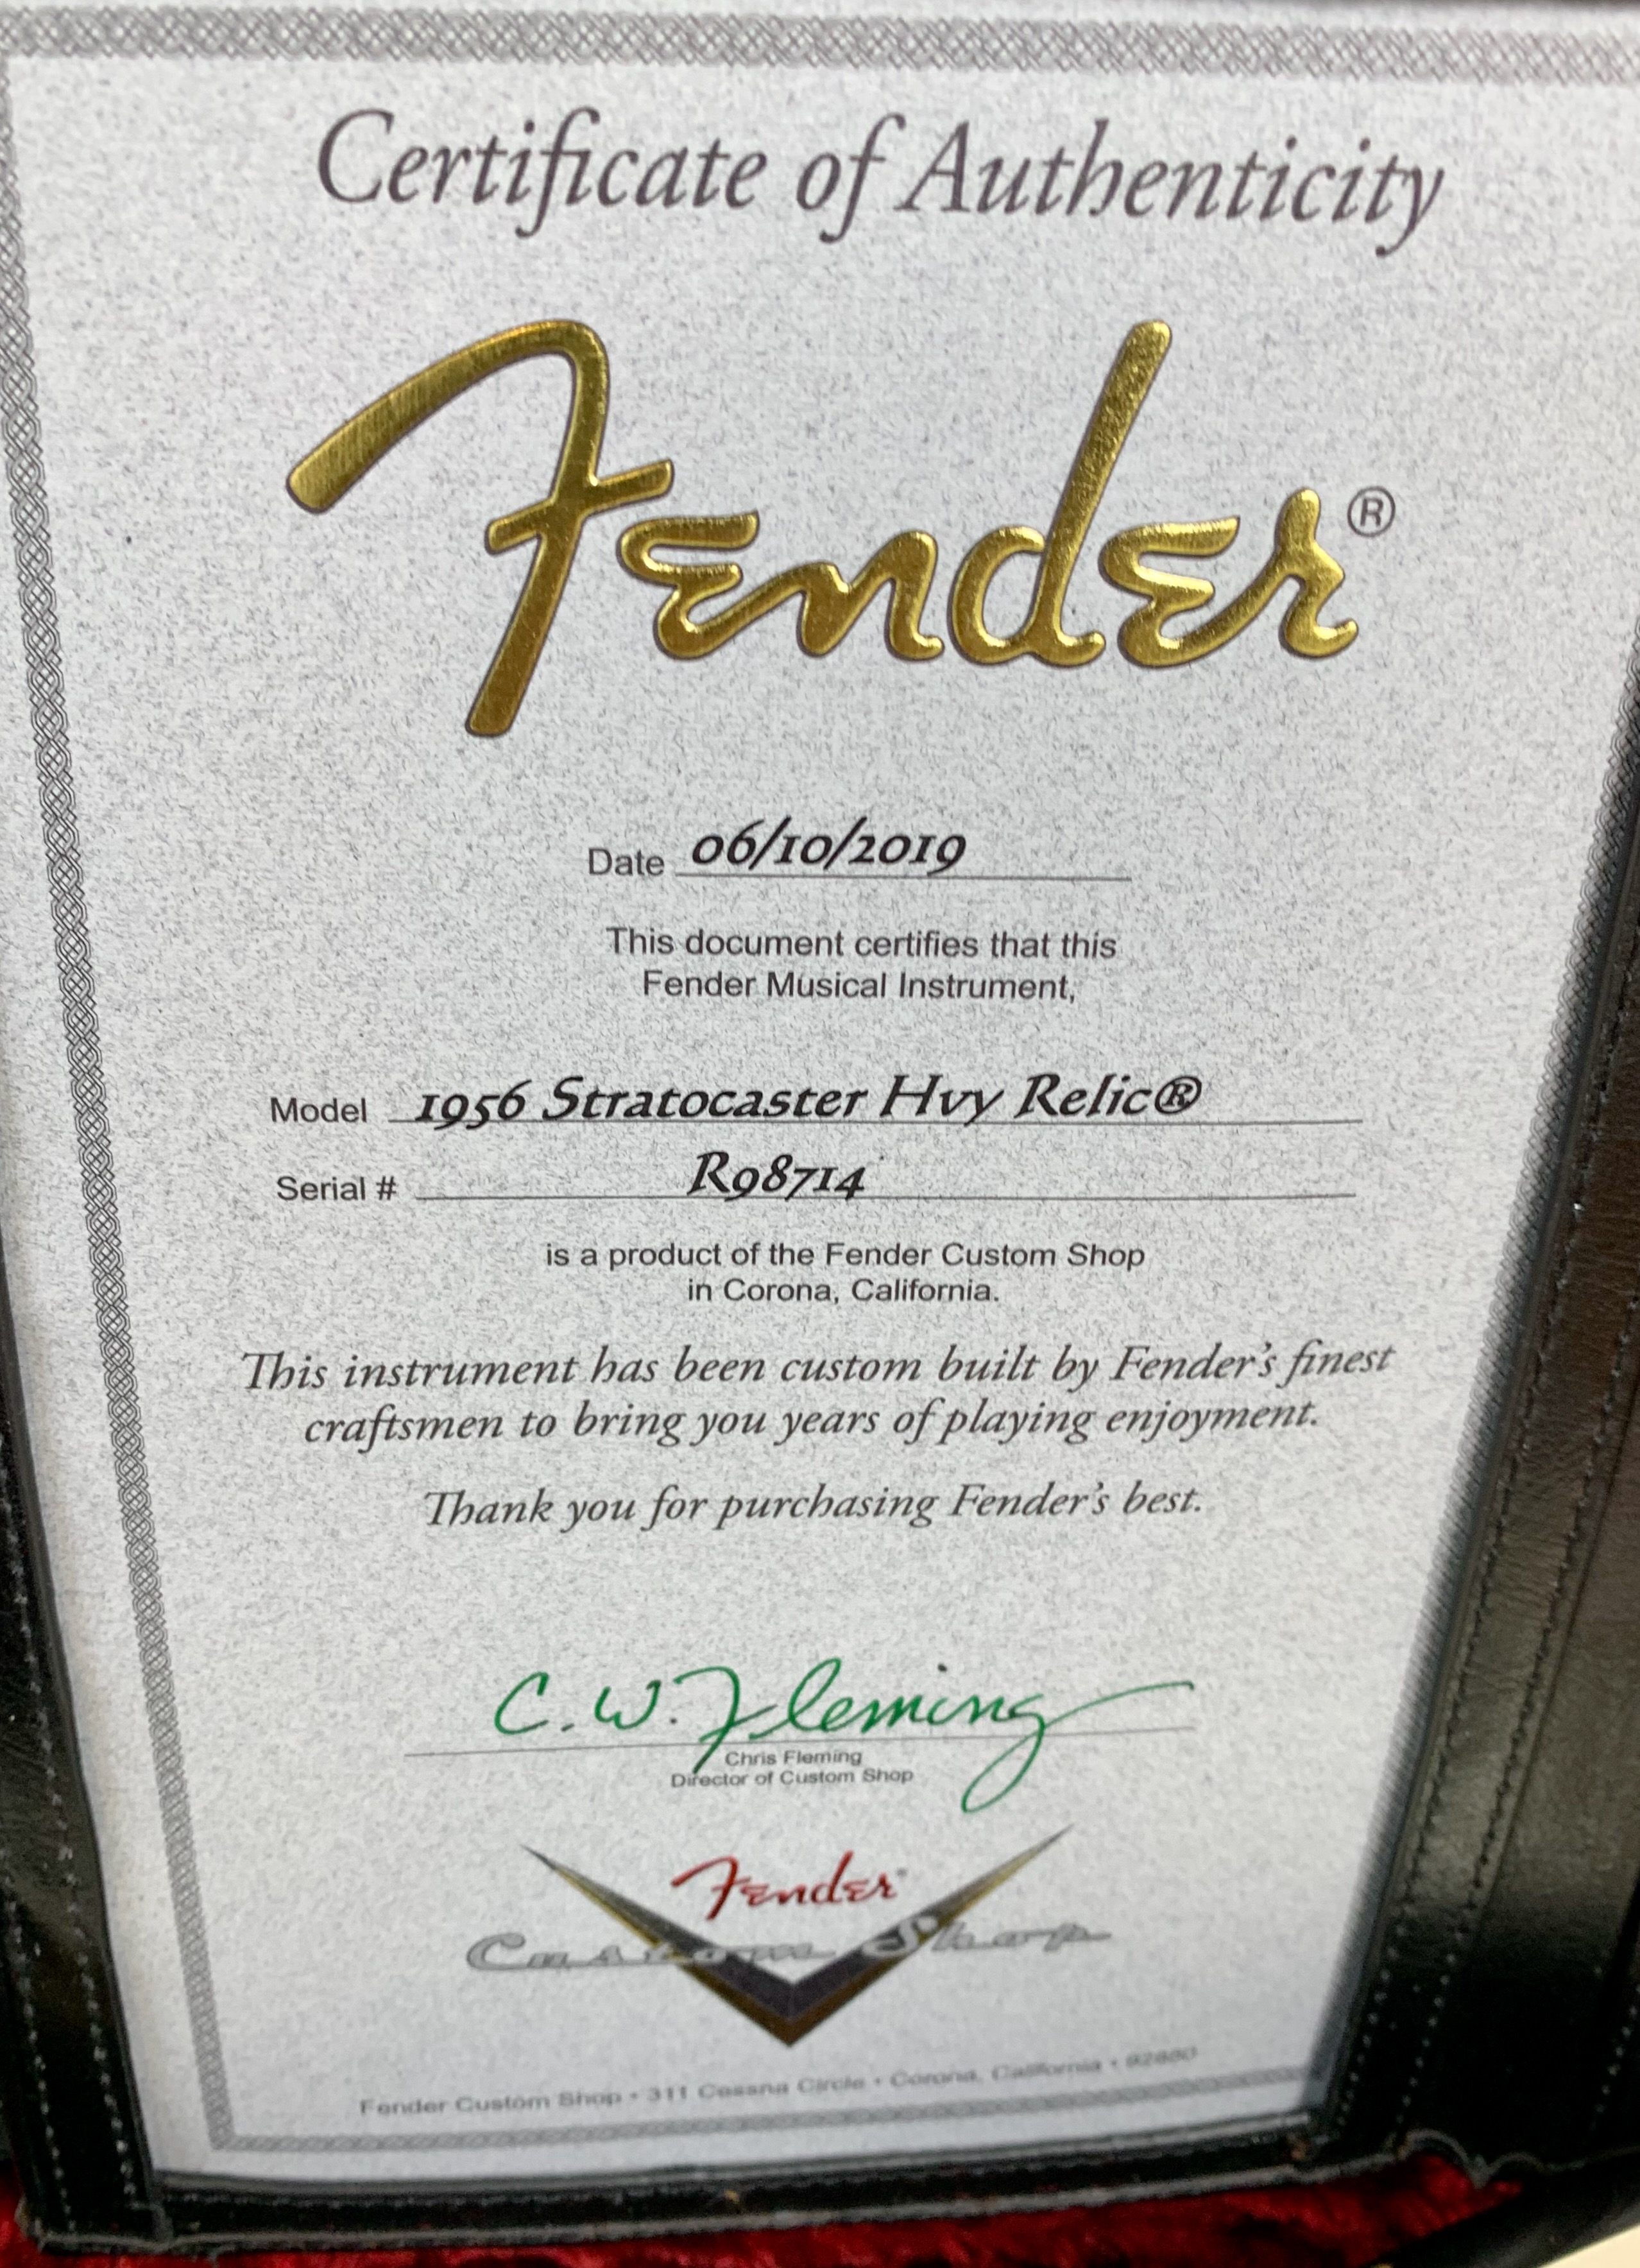 Certificate of Authenticity
Fender®
Date 06/10/2019
This document certifies that this
Fender Musical Instrument,
Model 1956 Stratocaster Hvy Relic®
Serial # R98714
is a product of the Fender Custom Shop
in Corona, California.
This instrument has been custom built by Fender's finest
craftsmen to bring you years of playing enjoyment.
Thank you for purchasing Fender's best.
C.W. Fleming
Chris Fleming
Director of Custom Shop
Fender
Custom Shop
Fender Custom Shop • 311 Cessna Circle • Corona, California • 92880